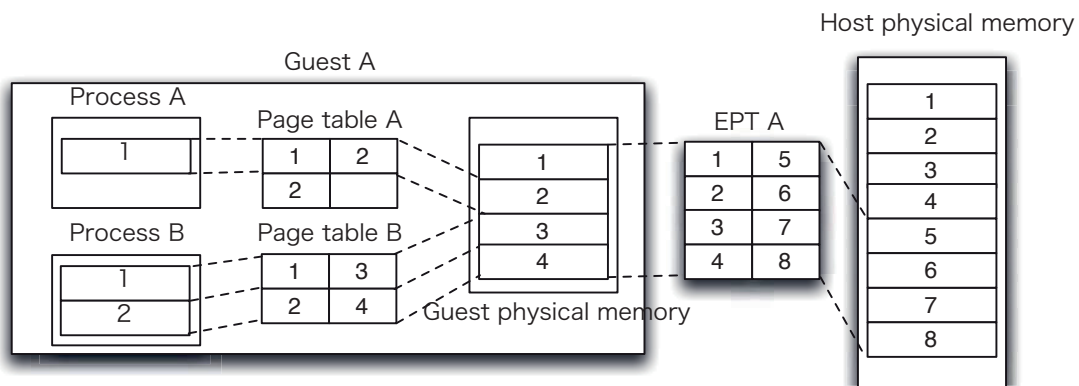 Host physical memory
Guest A
Process A
Page table A
EPT A
1
1 2
2
1
2
3
4
1 5
2 6
3 7
4 8
1
2
3
4
5
6
7
8
Process B
Page table B
1
2
1 3
2 4
Guest physical memory